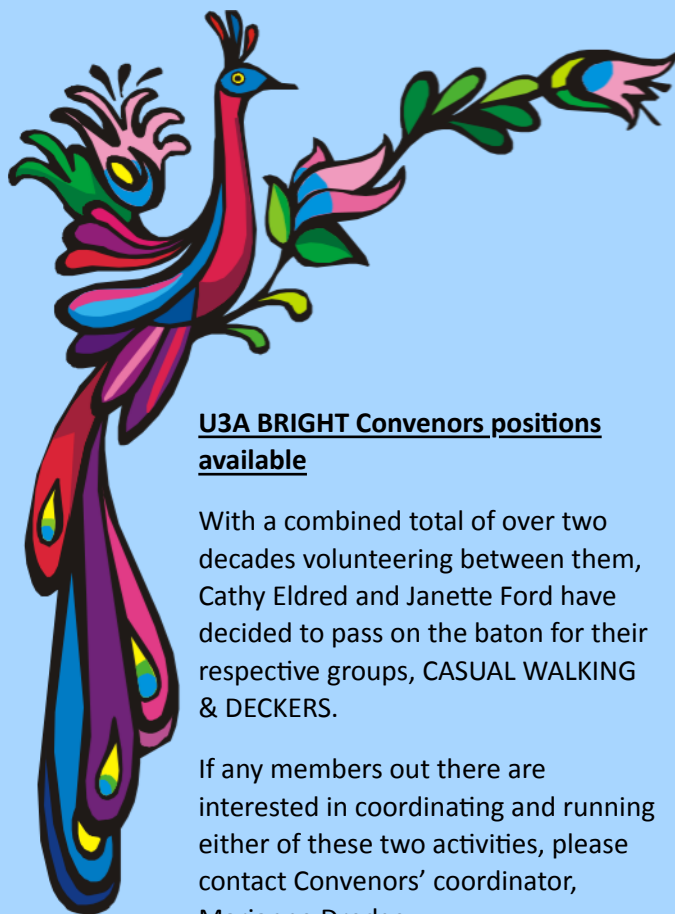 U3A BRIGHT Convenors positions
available
With a combined total of over two
decades volunteering between them,
Cathy Eldred and Janette Ford have
decided to pass on the baton for their
respective groups, CASUAL WALKING
& DECKERS.
If any members out there are
interested in coordinating and running
either of these two activities, please
contact Convenors’ coordinator,